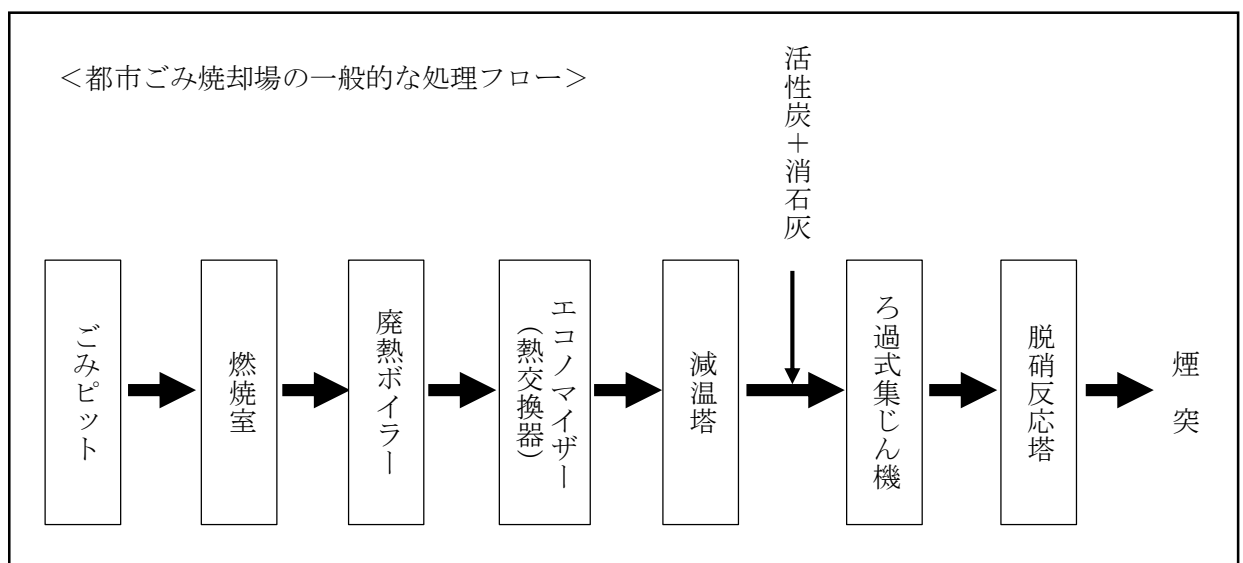 ＜都市ごみ焼却場の一般的な処理フロー＞
活性炭＋消石灰
ごみピット
燃焼室
廃熱ボイラー
エコノマイザー
（熱交換器）
減温塔
ろ過式集じん機
脱硝反応塔
煙突